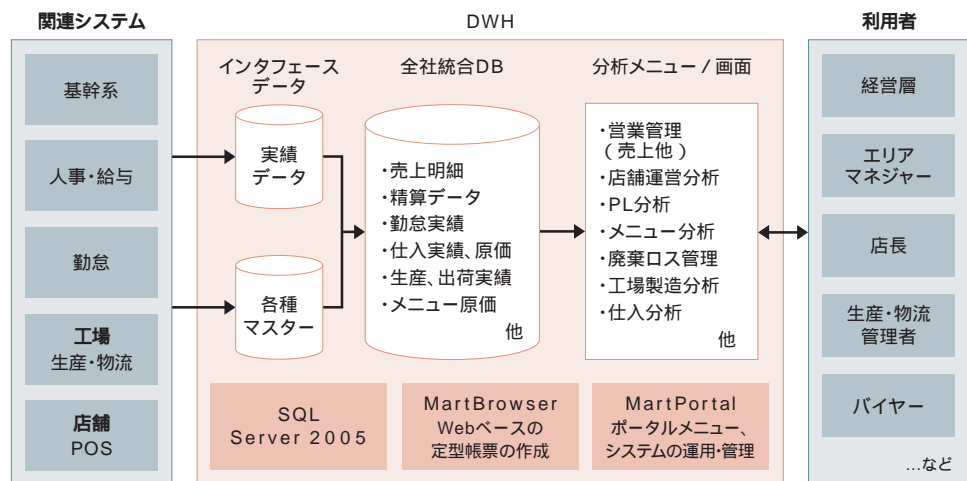 関連システム
基幹系
人事・給与
勤怠
工場
生産・物流
店舗
POS
DWH
インタフェース
データ
実績
データ
各種
マスター
全社統合DB
・売上明細
・精算データ
・勤怠実績
・仕入実績、原価
・生産、出荷実績
・メニュー原価
他
分析メニュー / 画面
・営業管理
(売上他)
・店舗運営分析
・PL分析
・メニュー分析
・廃棄ロス管理
・工場製造分析
・仕入分析
他
SQL
Server 2005
MartBrowser
Webベースの
定型帳票の作成
MartPortal
ポータルメニュー、
システムの運用・管理
利用者
経営層
エリア
マネジャー
店長
生産・物流
管理者
バイヤー
...など